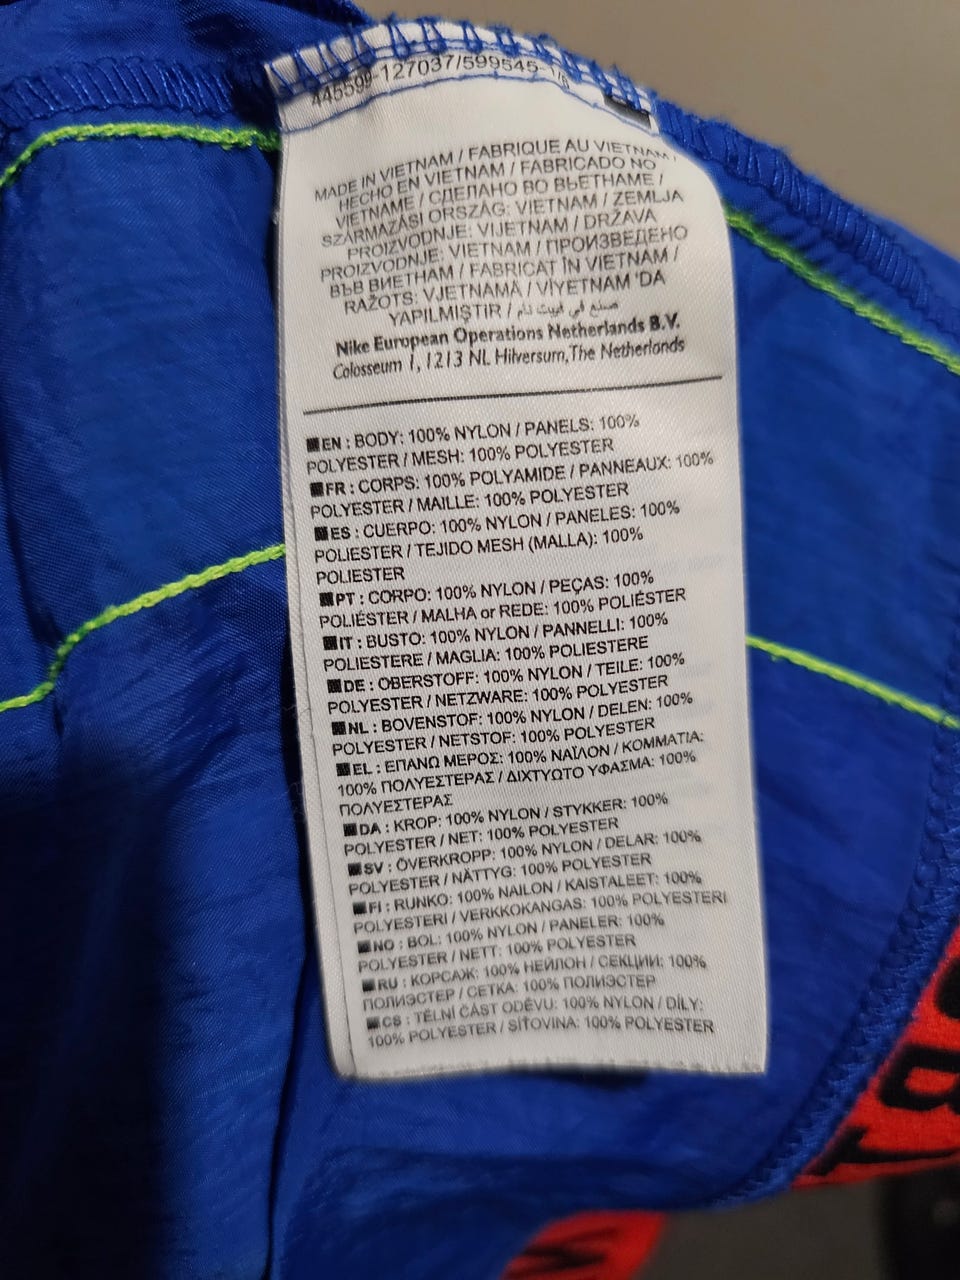 445599-127037/599545-1/6
MADE IN VIETNAM / FABRIQUE AU VIETNAM /
HECHO EN VIETNAM / FABRICADO NO
VIETNAME / СДЕЛАНО ВО ВЬЕТНАМЕ /
SZÁRMAZÁSI ORSZÁG: VIETNAM / ZEMLJA
PROIZVODNJE: VIJETNAM / DRŽAVA
PROIZVODNJE: VIETNAM / ПРОИЗВЕДЕНО
ВЪВ ВИЕТНАМ / FABRICAT ÎN VIETNAM /
RAŽOTS: VJETNAMĀ / VİYETNAM 'DA
YAPILMIŞTIR / صنع في فييت نام
Nike European Operations Netherlands B.V.
Colosseum 1, 1213 NL Hilversum, The Netherlands
EN : BODY: 100% NYLON / PANELS: 100%
POLYESTER / MESH: 100% POLYESTER
FR : CORPS: 100% POLYAMIDE / PANNEAUX: 100%
POLYESTER / MAILLE: 100% POLYESTER
ES : CUERPO: 100% NYLON / PANELES: 100%
POLIESTER / TEJIDO MESH (MALLA): 100%
POLIESTER
PT : CORPO: 100% NYLON / PEÇAS: 100%
POLIÉSTER / MALHA or REDE: 100% POLIÉSTER
IT : BUSTO: 100% NYLON / PANNELLI: 100%
POLIESTERE / MAGLIA: 100% POLIESTERE
DE : OBERSTOFF: 100% NYLON / TEILE: 100%
POLYESTER / NETZWARE: 100% POLYESTER
NL : BOVENSTOF: 100% NYLON / DELEN: 100%
POLYESTER / NETSTOF: 100% POLYESTER
EL : ΕΠΑΝΩ ΜΕΡΟΣ: 100% ΝΑΪΛΟΝ / ΚΟΜΜΑΤΙΑ:
100% ΠΟΛΥΕΣΤΕΡΑΣ / ΔΙΧΤΥΩΤΟ ΥΦΑΣΜΑ: 100%
ΠΟΛΥΕΣΤΕΡΑΣ
DA : KROP: 100% NYLON / STYKKER: 100%
POLYESTER / NET: 100% POLYESTER
SV : ÖVERKROPP: 100% NYLON / DELAR: 100%
POLYESTER / NÄTTYG: 100% POLYESTER
FI : RUNKO: 100% NAILON / KAISTALEET: 100%
POLYESTERI / VERKKOKANGAS: 100% POLYESTERI
NO : BOL: 100% NYLON / PANELER: 100%
POLYESTER / NETT: 100% POLYESTER
RU : КОРСАЖ: 100% НЕЙЛОН / СЕКЦИИ: 100%
ПОЛИЭСТЕР / СЕТКА: 100% ПОЛИЭСТЕР
CS : TĚLNÍ ČÁST ODĚVU: 100% NYLON / DÍLY:
100% POLYESTER / SÍŤOVINA: 100% POLYESTER